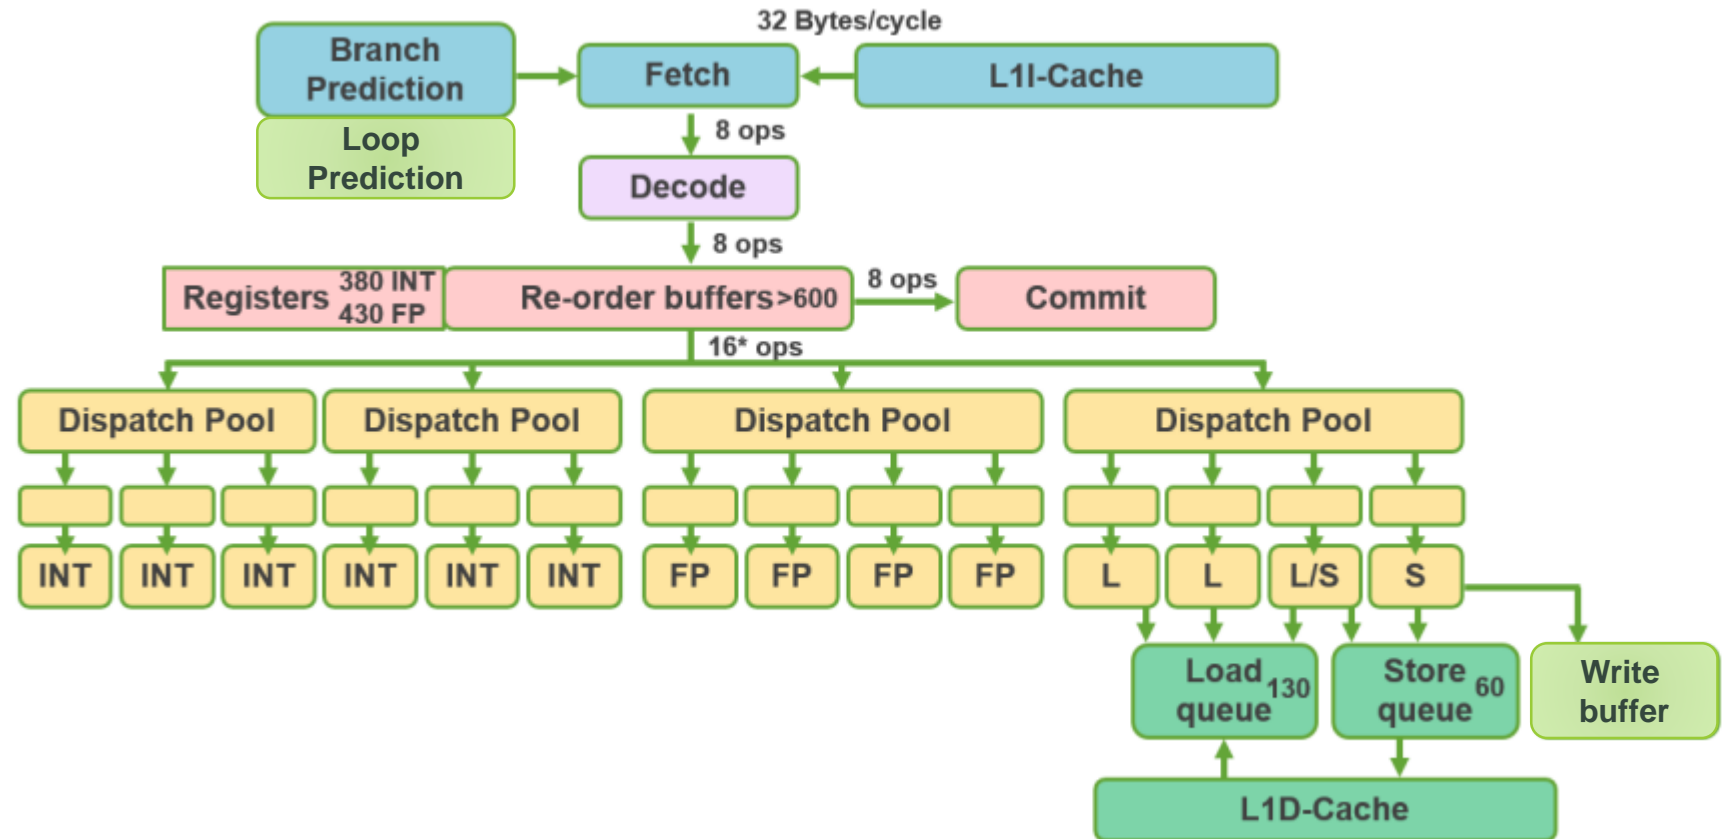 32 Bytes/cycle
Branch
Prediction
Fetch
L1I-Cache
Loop
Prediction
8 ops
Decode
8 ops
Registers 380 INT
430 FP
Re-order buffers >600
8 ops
Commit
16* ops
Dispatch Pool
Dispatch Pool
Dispatch Pool
Dispatch Pool
INT
INT
INT
INT
INT
INT
FP
FP
FP
FP
L
L
L/S
S
Load
queue 130
Store
queue 60
Write
buffer
L1D-Cache